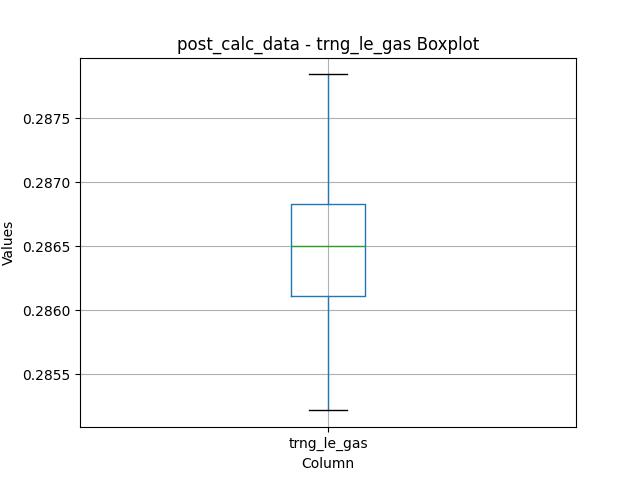 post_calc_data - trng_le_gas Boxplot
0.2875
0.2870
0.2865
0.2860
0.2855
Values
trng_le_gas
Column